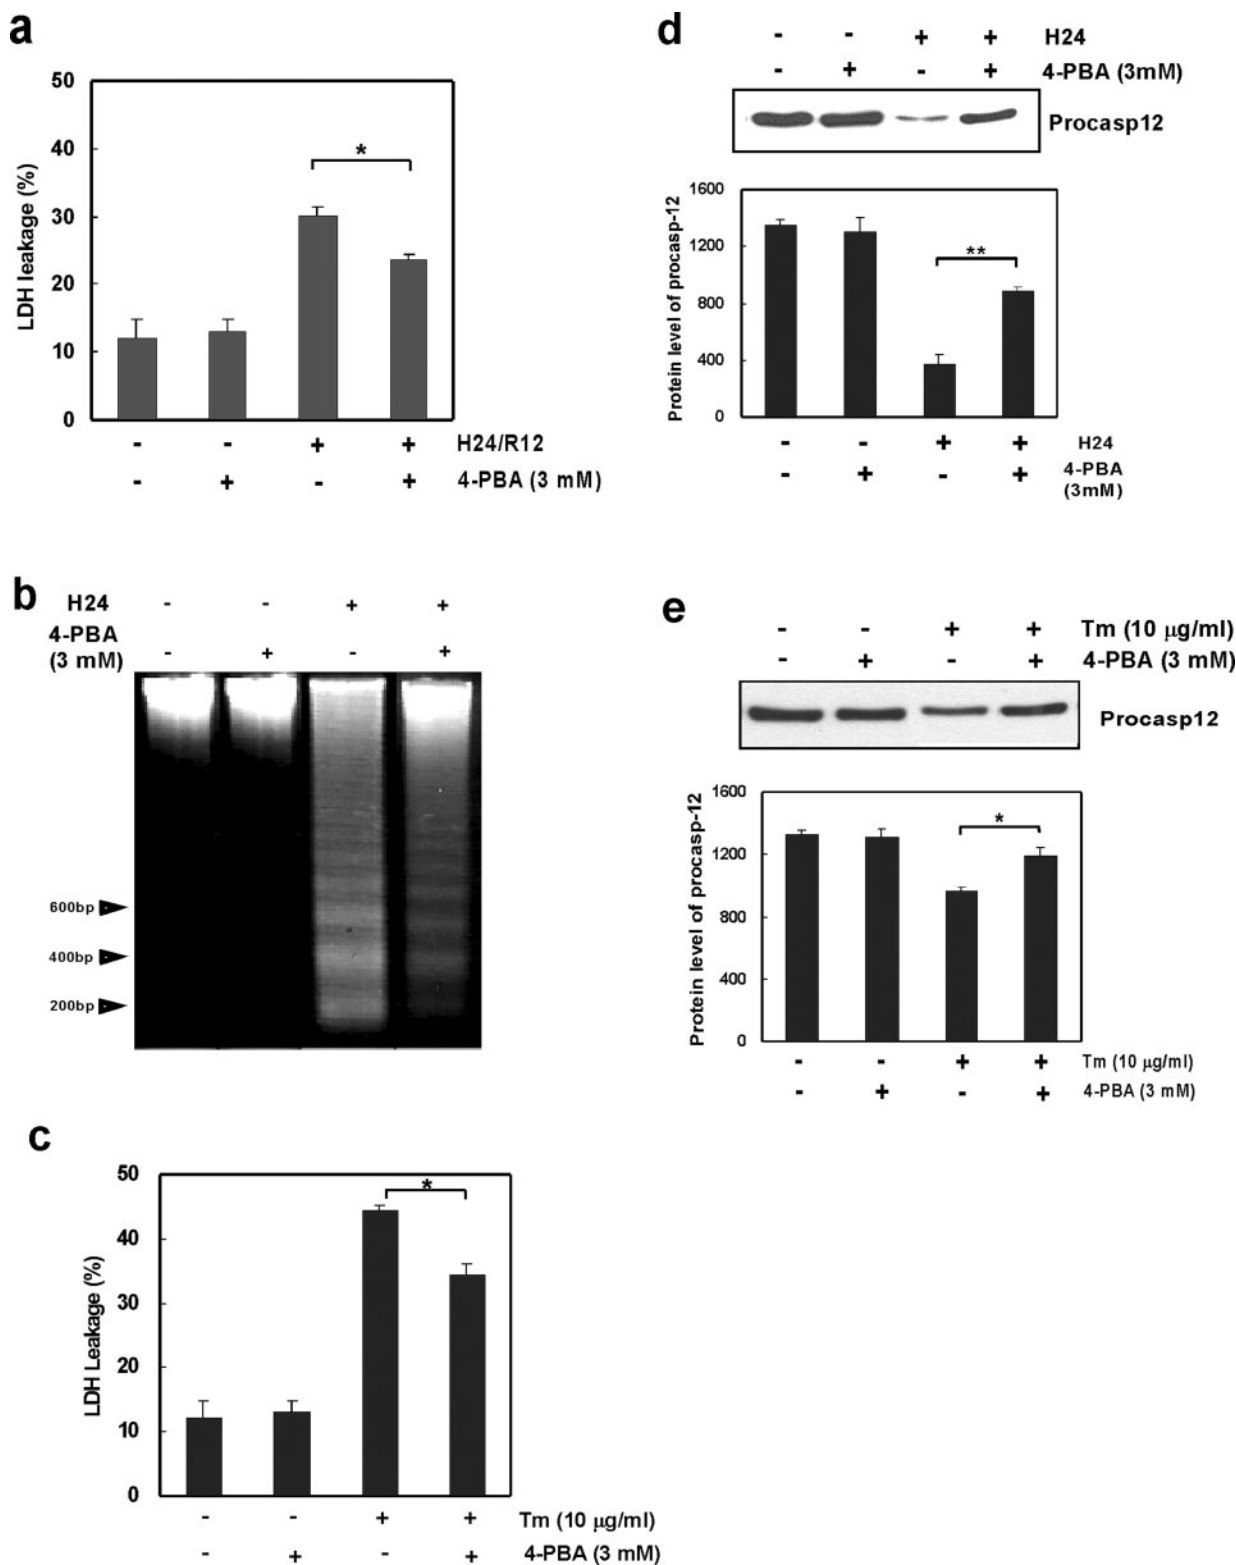 a
50
40
30
20
10
0
LDH leakage (%)
*
- - + + H24/R12
- + - + 4-PBA (3 mM)
b
H24 - - + +
4-PBA
(3 mM) - + - +
600bp
400bp
200bp
c
50
40
30
20
10
0
LDH Leakage (%)
*
- - + + Tm (10 µg/ml)
- + - + 4-PBA (3 mM)
d
- - + + H24
- + - + 4-PBA (3mM)
Procasp12
1600
1200
800
400
0
Protein level of procasp-12
**
- - + + H24
- + - + 4-PBA
(3mM)
e
- - + + Tm (10 µg/ml)
- + - + 4-PBA (3 mM)
Procasp12
1600
1200
800
400
0
Protein level of procasp-12
*
- - + + Tm (10 µg/ml)
- + - + 4-PBA (3 mM)